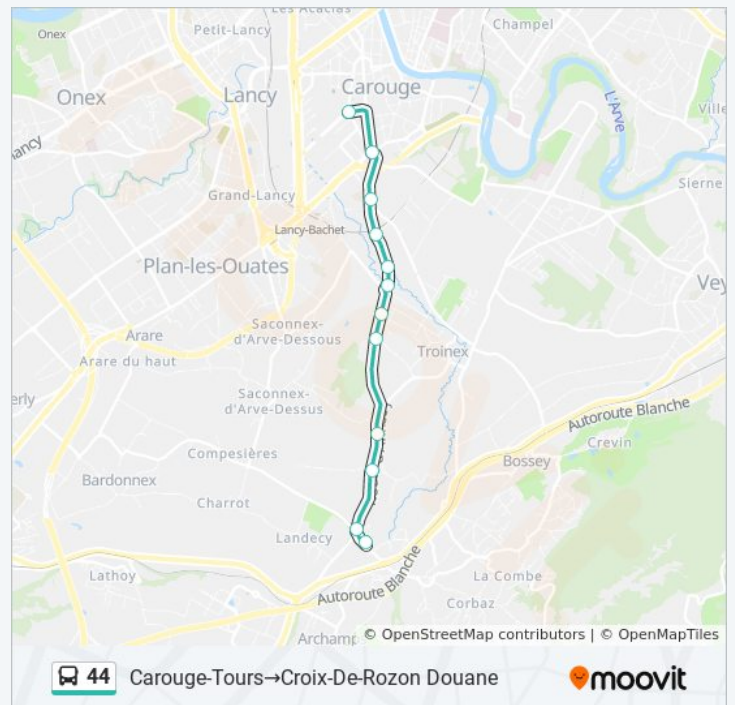 Les Acacias
Onex
Petit-Lancy
Champel
Onex
Lancy
Carouge
L'Arve
Ville
ancy
Grand-Lancy
Sierne
Lancy-Bachet
Plan-les-Ouates
Vey
Saconnex-
d'Arve-Dessous
Arare
Troinex
Arare du haut
erly
Saconnex-
d'Arve-Dessus
Autoroute Blanche
Crevin
Compesières
Bossey
Bardonnex
Charrot
Landecy
Autoroute Blanche
Lathoy
La Combe
Corbaz
Archamp
© OpenStreetMap contributors | © OpenMapTiles
44 Carouge-Tours→Croix-De-Rozon Douane
moovit